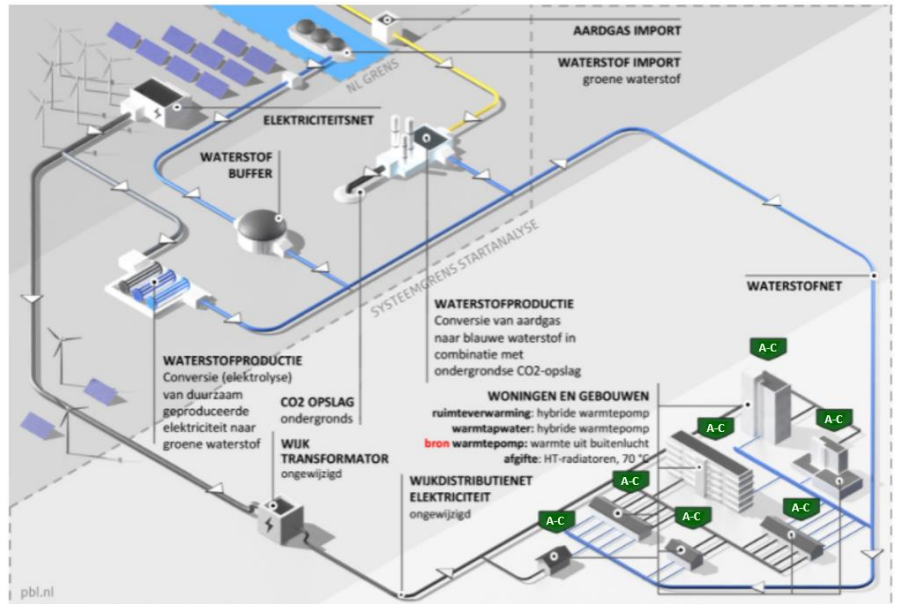 AARDGAS IMPORT
WATERSTOF IMPORT
groene waterstof
NL GRENS
ELEKTRICITEITSNET
WATERSTOF
BUFFER
SYSTEEMGRENS STARTANALYSE
WATERSTOFNET
WATERSTOFPRODUCTIE
Conversie van aardgas
naar blauwe waterstof in
combinatie met
ondergrondse CO2-opslag
WATERSTOFPRODUCTIE
Conversie (elektrolyse)
van duurzaam
geproduceerde
elektriciteit naar
groene waterstof
CO2 OPSLAG
ondergronds
WIJK
TRANSFORMATOR
ongewijzigd
WONINGEN EN GEBOUWEN
ruimteverwarming: hybride warmtepomp
warmtapwater: hybride warmtepomp
bron warmtepomp: warmte uit buitenlucht
afgifte: HT-radiatoren, 70 °C
WIJKDISTRIBUTIENET
ELEKTRICITEIT
ongewijzigd
A-C
A-C
A-C
A-C
A-C
A-C
A-C
pbl.nl